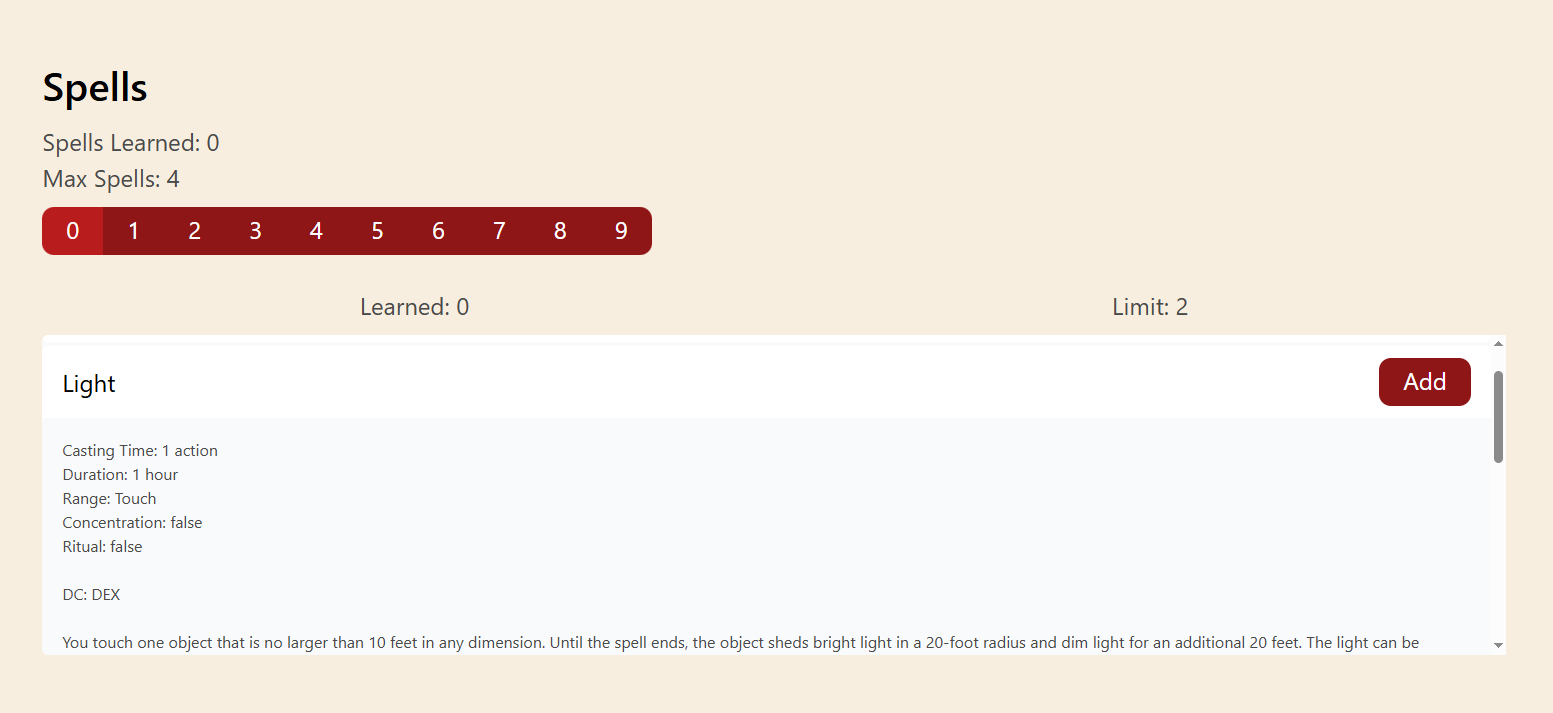 Spells
Spells Learned: 0
Max Spells: 4
0 1 2 3 4 5 6 7 8 9
Learned: 0 Limit: 2
Light Add
Casting Time: 1 action
Duration: 1 hour
Range: Touch
Concentration: false
Ritual: false
DC: DEX
You touch one object that is no larger than 10 feet in any dimension. Until the spell ends, the object sheds bright light in a 20-foot radius and dim light for an additional 20 feet. The light can be